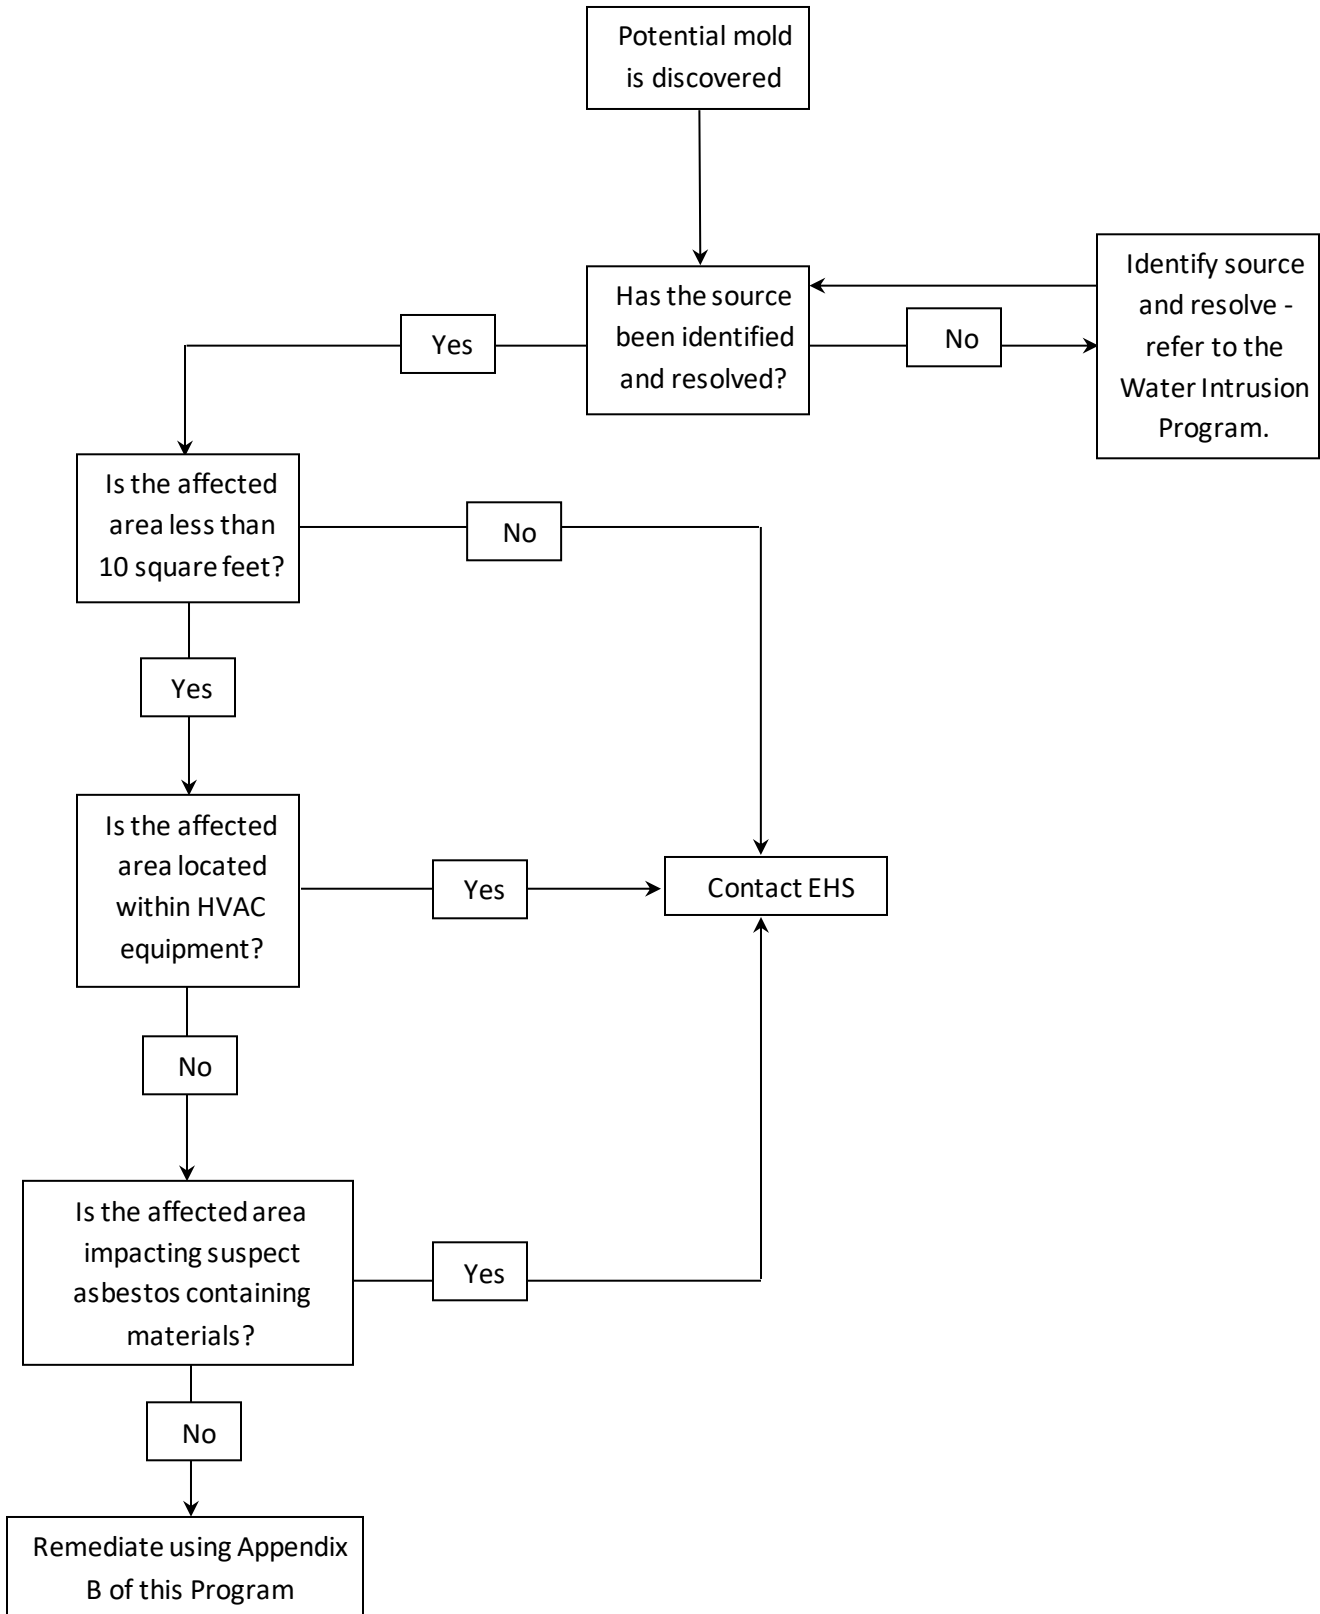 Potential mold
is discovered
Has the source
been identified
and resolved?
Yes
No
Identify source
and resolve -
refer to the
Water Intrusion
Program.
Is the affected
area less than
10 square feet?
No
Yes
Is the affected
area located
within HVAC
equipment?
Yes
Contact EHS
No
Is the affected area
impacting suspect
asbestos containing
materials?
Yes
No
Remediate using Appendix
B of this Program